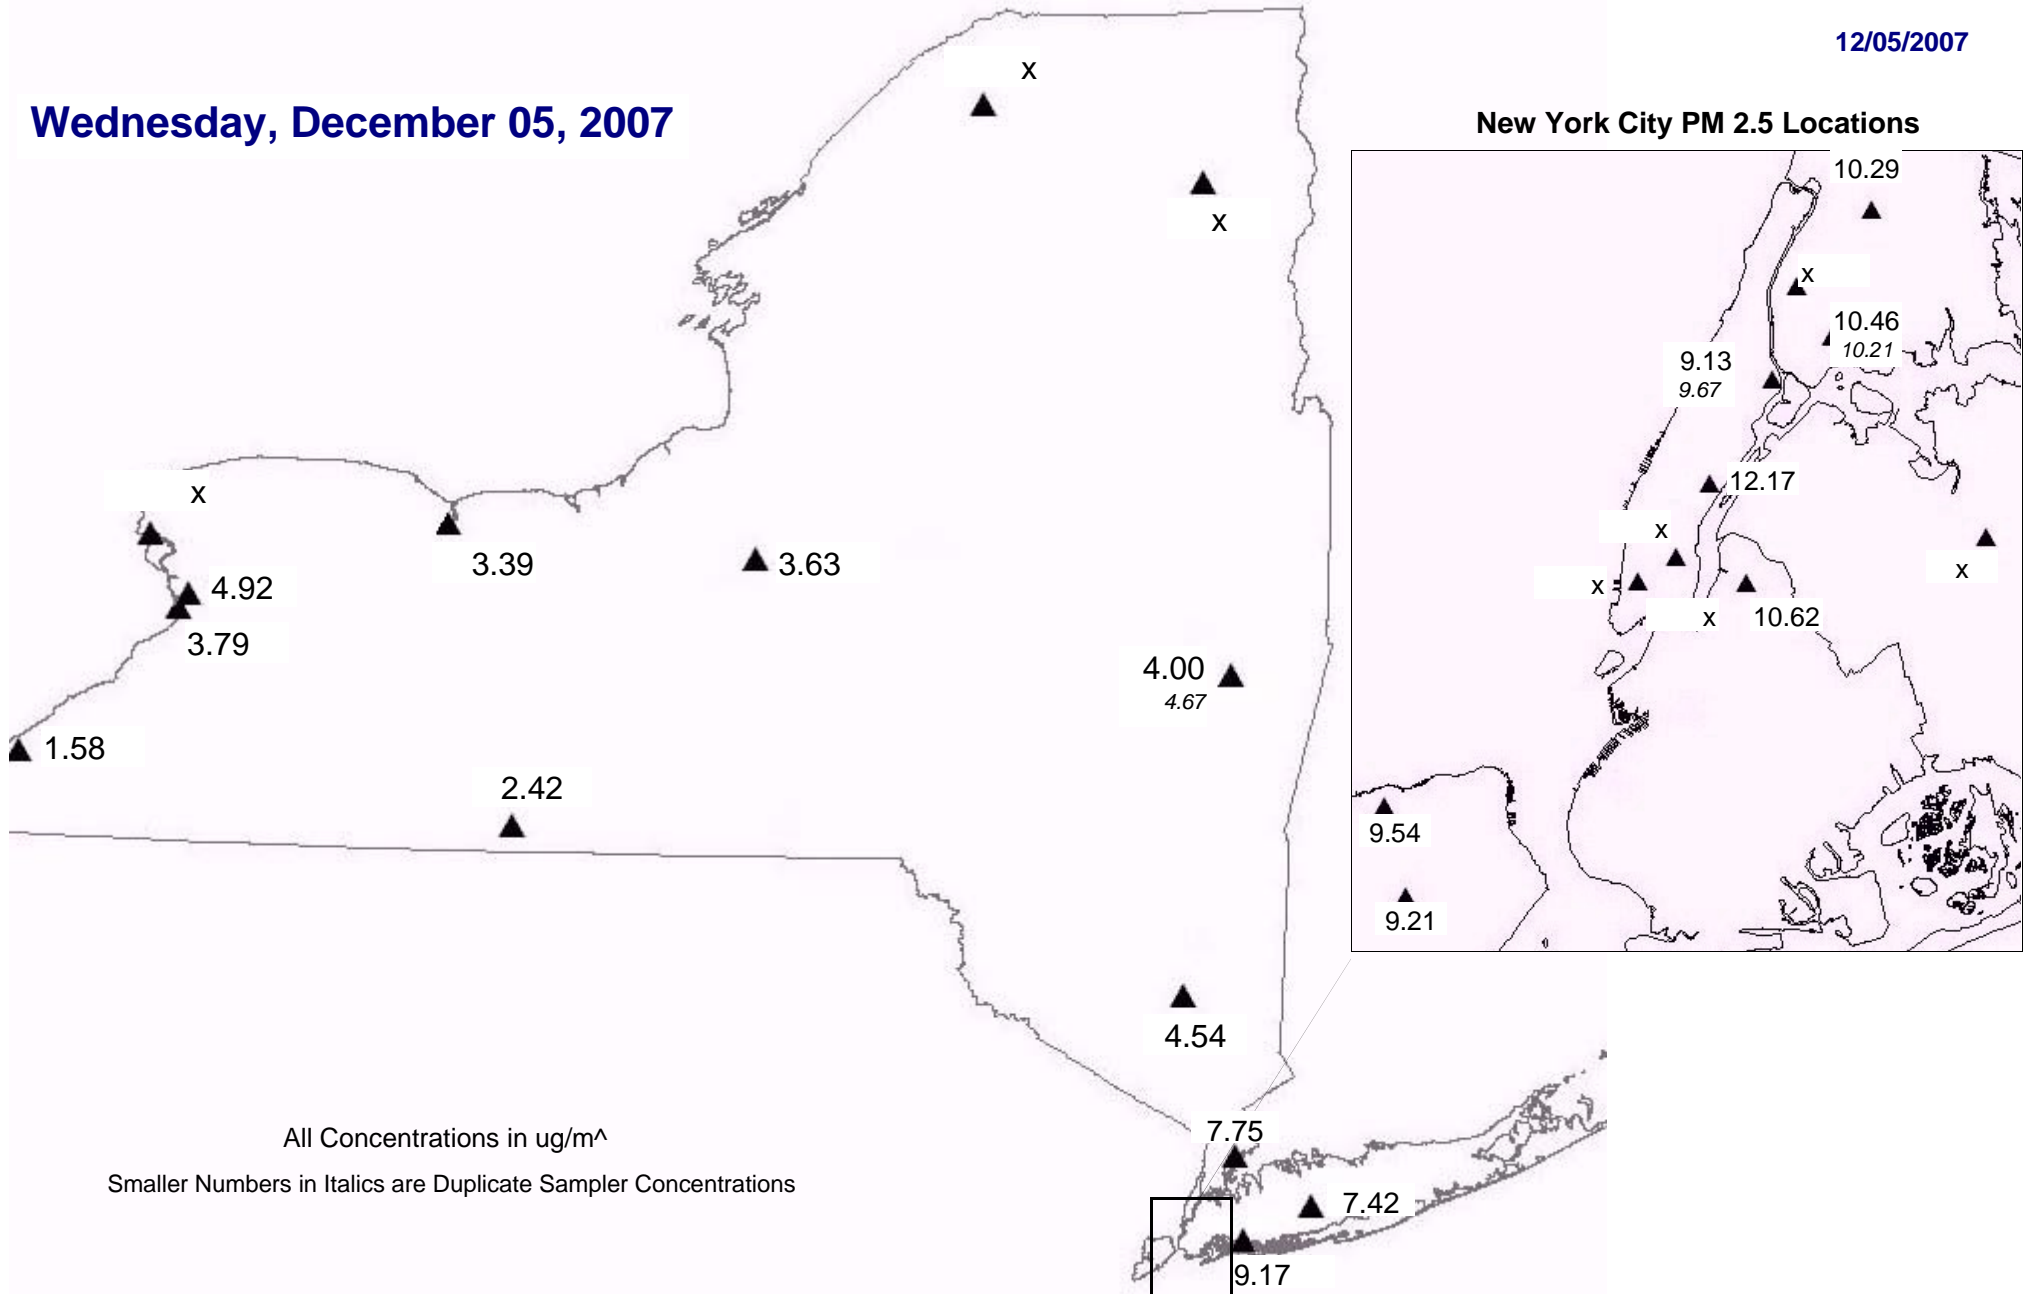 12/05/2007
Wednesday, December 05, 2007
New York City PM 2.5 Locations
x
x
x
3.39
3.63
4.92
3.79
4.00
4.67
1.58
2.42
4.54
7.75
7.42
9.17
10.29
x
10.46
10.21
9.13
9.67
12.17
x
x
x
x
10.62
9.54
9.21
All Concentrations in ug/m^
Smaller Numbers in Italics are Duplicate Sampler Concentrations